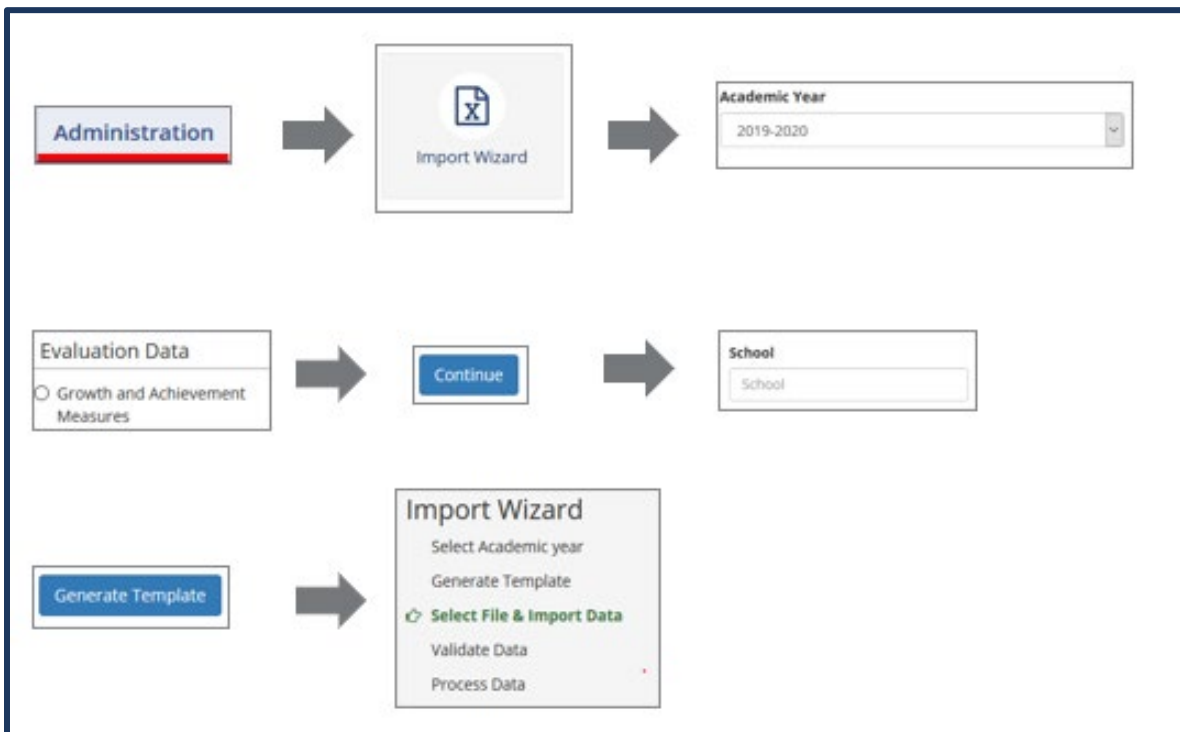 Administration
Import Wizard
Academic Year
2019-2020
Evaluation Data
Growth and Achievement
Measures
Continue
School
School
Generate Template
Import Wizard
Select Academic year
Generate Template
Select File & Import Data
Validate Data
Process Data